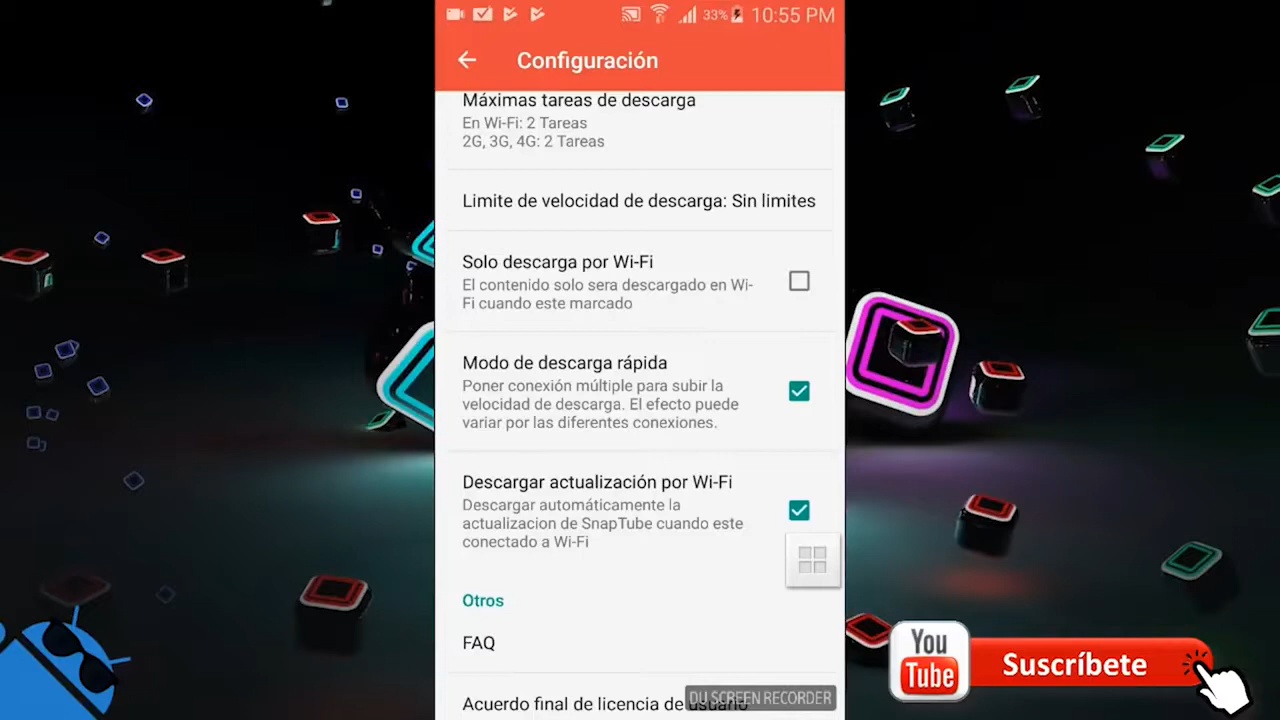 33% 10:55 PM
Configuración
Máximas tareas de descarga
En Wi-Fi: 2 Tareas
2G, 3G, 4G: 2 Tareas
Limite de velocidad de descarga: Sin limites
Solo descarga por Wi-Fi
El contenido solo sera descargado en Wi-
Fi cuando este marcado
Modo de descarga rápida
Poner conexión múltiple para subir la
velocidad de descarga. El efecto puede
variar por las diferentes conexiones.
Descargar actualización por Wi-Fi
Descargar automáticamente la
actualizacion de SnapTube cuando este
conectado a Wi-Fi
Otros
FAQ
Acuerdo final de licencia de usuario
DU SCREEN RECORDER
You
Tube
Suscríbete